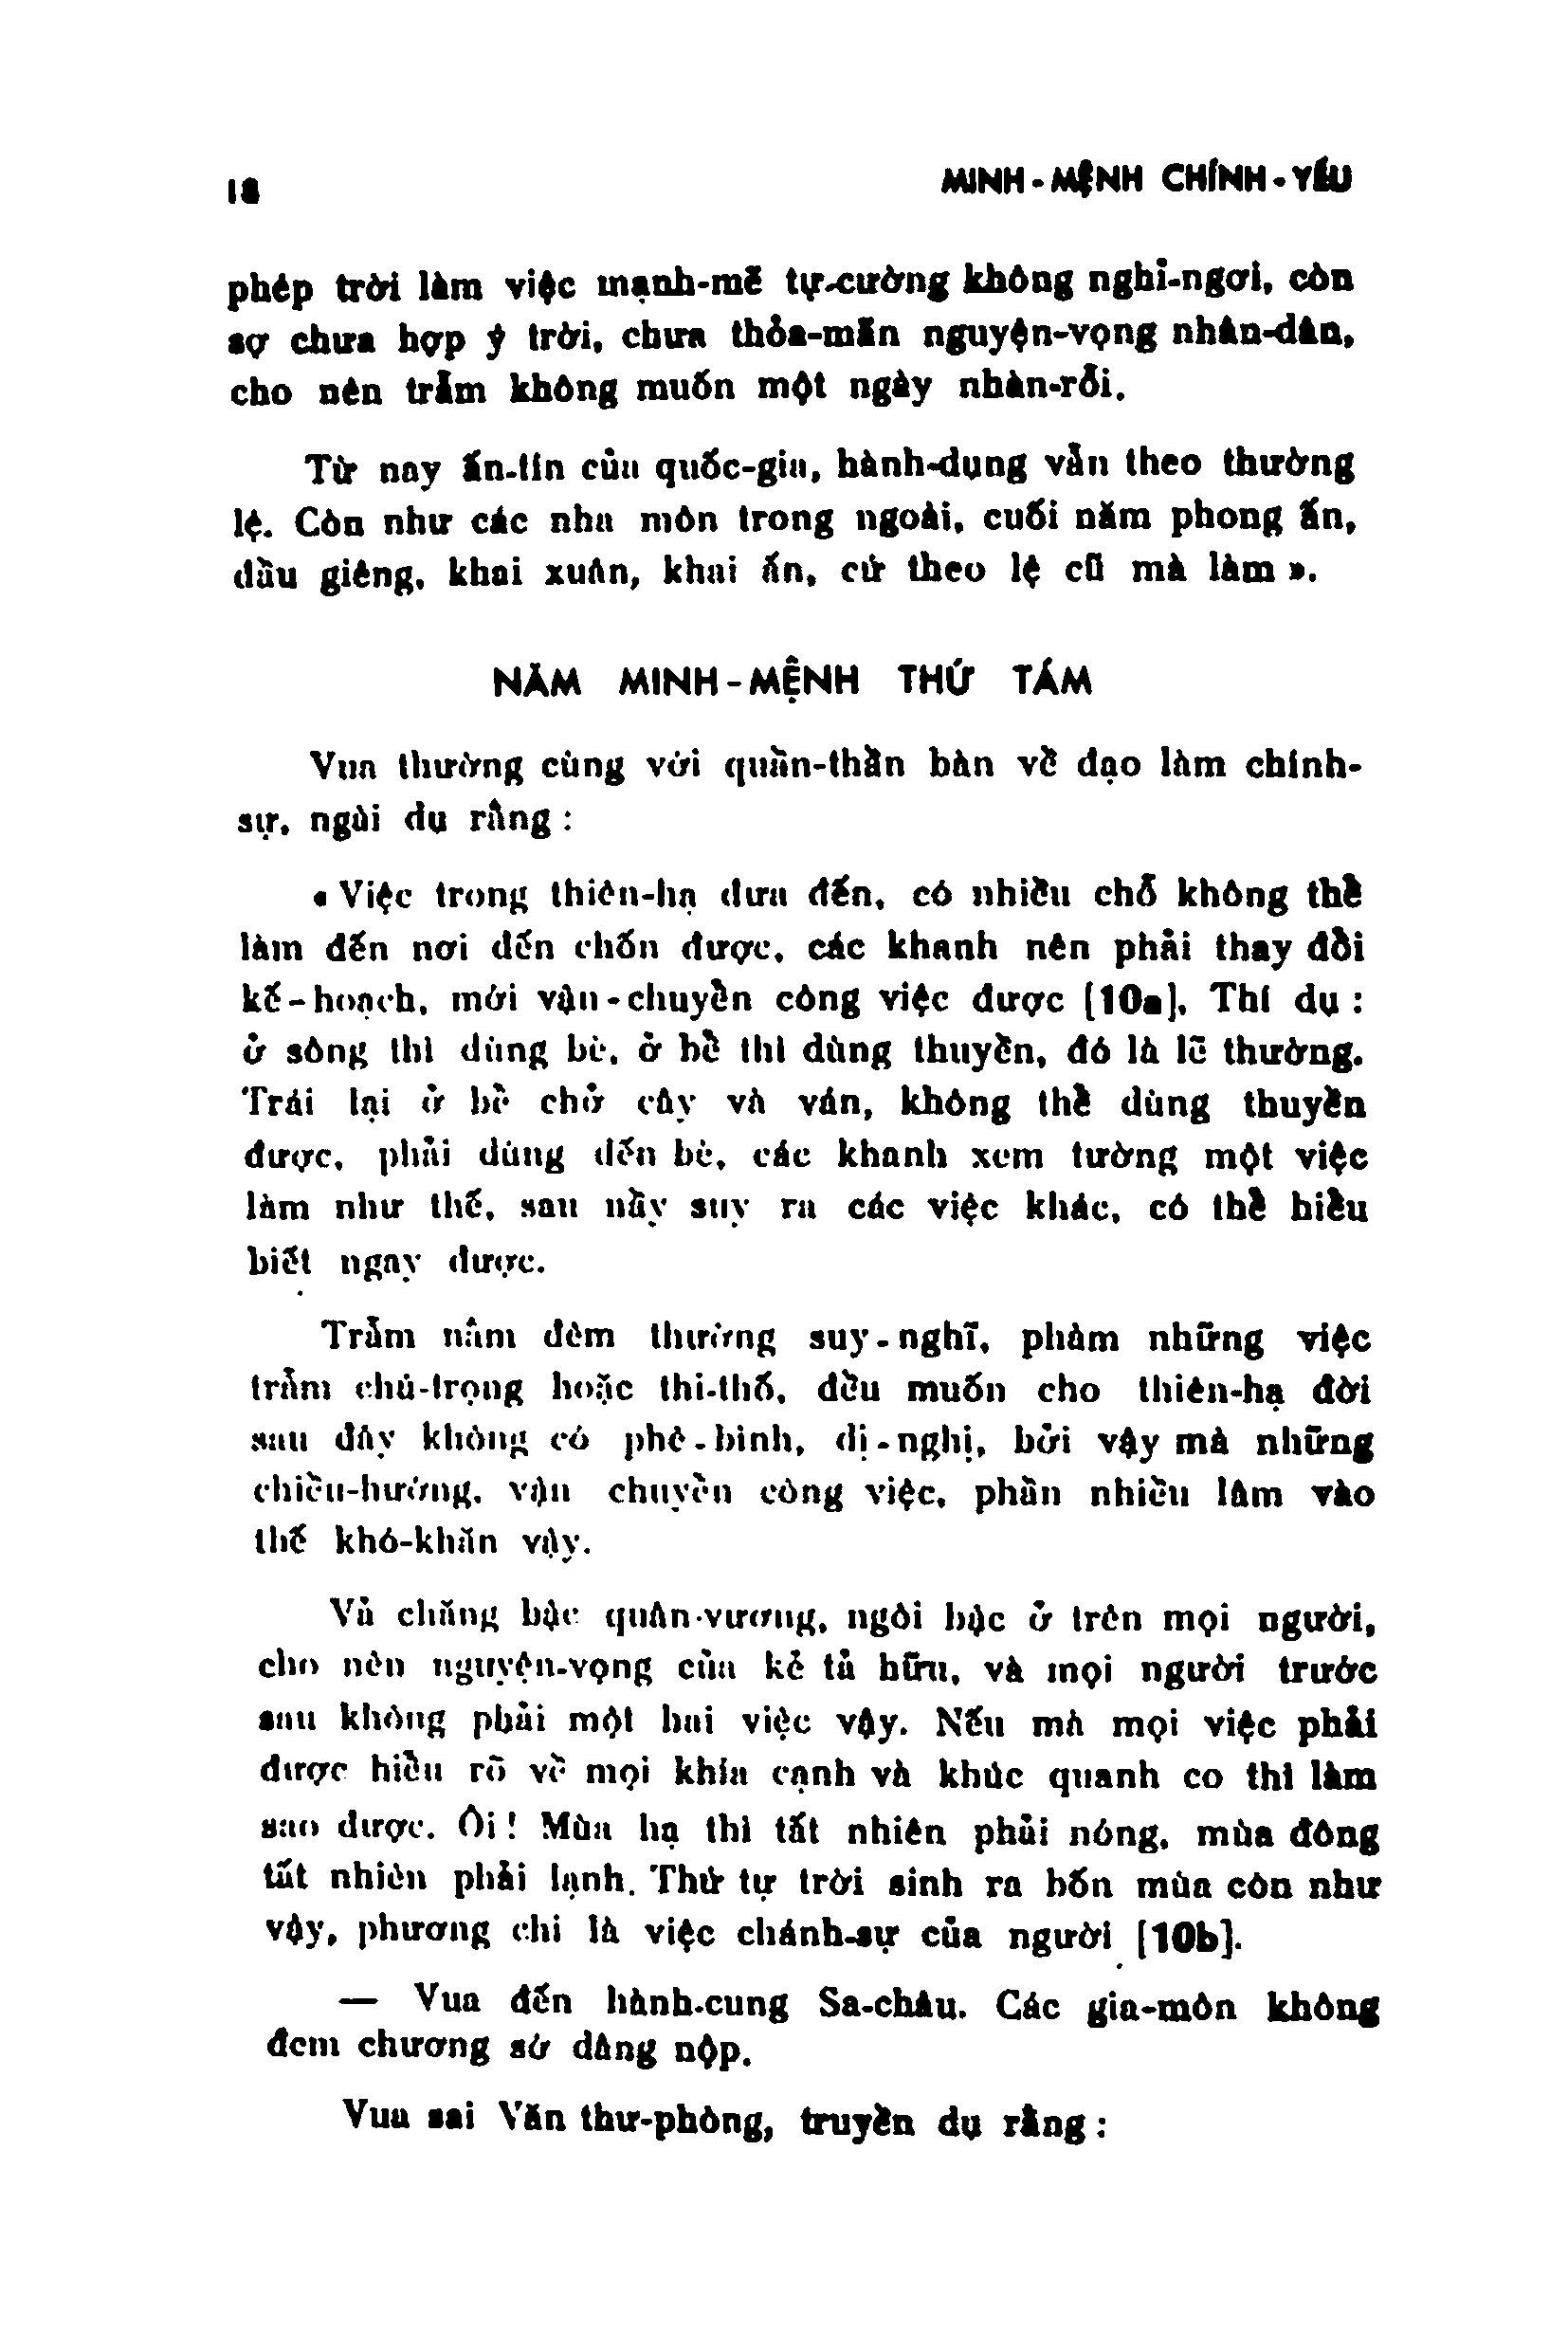 18
MINH-MỆNH CHÍNH-YẾU
phép trời làm việc mạnh-mẽ tự-cường không nghỉ-ngơi, còn
sợ chưa hợp ý trời, chưa thỏa-mãn nguyện-vọng nhân-dân,
cho nên trẫm không muốn một ngày nhàn-rỗi.
Từ nay ấn-tín của quốc-gia, hành-dụng vẫn theo thường
lệ. Còn như các nha môn trong ngoài, cuối năm phong ấn,
đầu giêng, khai xuân, khai ấn, cứ theo lệ cũ mà làm ».
NĂM MINH-MỆNH THỨ TÁM
Vua thường cùng với quần-thần bàn về đạo làm chính-
sự, ngài dụ rằng :
« Việc trong thiên-hạ đưa đến, có nhiều chỗ không thể
làm đến nơi đến chốn được, các khanh nên phải thay đổi
kế-hoạch, mới vận-chuyển công việc được [10a]. Thí dụ :
ở sông thì dùng bè, ở bể thì dùng thuyền, đó là lẽ thường.
Trái lại ở bể chở cây và ván, không thể dùng thuyền
được, phải dùng đến bè, các khanh xem tường một việc
làm như thế, sau nầy suy ra các việc khác, có thể hiểu
biết ngay được.
Trẫm nằm đêm thường suy-nghĩ, phàm những việc
trẫm chú-trọng hoặc thi-thố, đều muốn cho thiên-hạ đời
sau đây không có phê-bình, dị-nghị, bởi vậy mà những
chiều-hướng, vận chuyển công việc, phần nhiều lâm vào
thế khó-khăn vậy.
Vả chăng bậc quân-vương, ngôi bậc ở trên mọi người,
cho nên nguyện-vọng của kẻ tả hữu, và mọi người trước
sau không phải một hai việc vậy. Nếu mà mọi việc phải
được hiểu rõ về mọi khía cạnh và khúc quanh co thì làm
sao được. Ôi ! Mùa hạ thì tất nhiên phải nóng, mùa đông
tất nhiên phải lạnh. Thứ tự trời sinh ra bốn mùa còn như
vậy, phương chi là việc chánh-sự của người [10b].
— Vua đến hành-cung Sa-châu. Các gia-môn không
đem chương sớ dâng nộp.
Vua sai Văn thư-phòng, truyền dụ rằng :